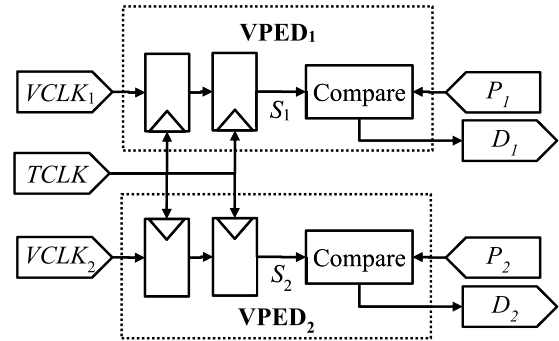 VPED₁
VCLK₁
S₁
Compare
P₁
D₁
TCLK
VCLK₂
S₂
Compare
P₂
D₂
VPED₂